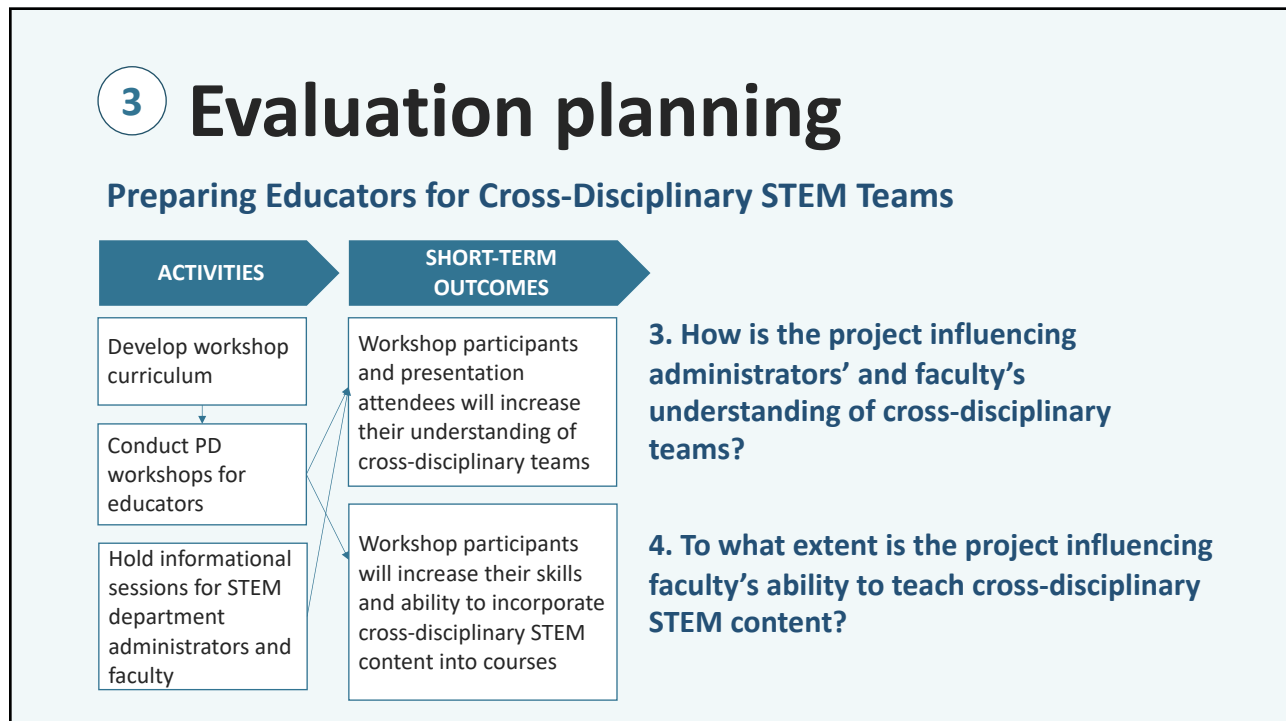 3 Evaluation planning
Preparing Educators for Cross-Disciplinary STEM Teams
ACTIVITIES
Develop workshop
curriculum
Conduct PD
workshops for
educators
Hold informational
sessions for STEM
department
administrators and
faculty
SHORT-TERM
OUTCOMES
Workshop participants
and presentation
attendees will increase
their understanding of
cross-disciplinary teams
Workshop participants
will increase their skills
and ability to incorporate
cross-disciplinary STEM
content into courses
3. How is the project influencing
administrators’ and faculty’s
understanding of cross-disciplinary
teams?
4. To what extent is the project influencing
faculty’s ability to teach cross-disciplinary
STEM content?